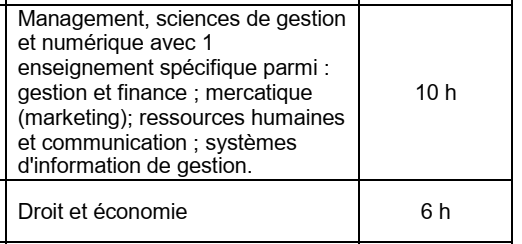 Management, sciences de gestion
et numérique avec 1
enseignement spécifique parmi :
gestion et finance ; mercatique
(marketing); ressources humaines
et communication ; systèmes
d'information de gestion.
10 h
Droit et économie
6 h